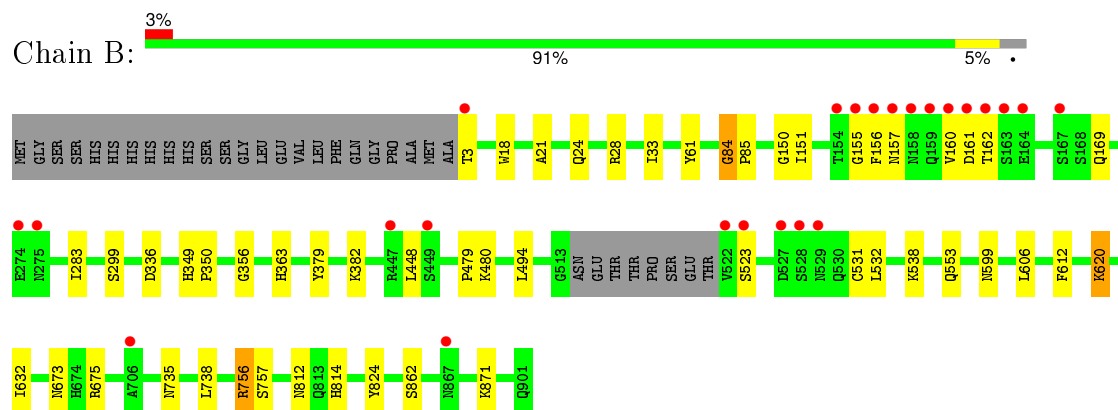 3%
Chain B:
91% 5% •
MET GLY SER SER HIS HIS HIS HIS HIS HIS SER SER GLY LEU GLU VAL LEU PHE GLN GLY PRO ALA MET ALA T3 W18 A21 Q24 R28 I33 Y61 G84 P85 G150 I151 T154 G155 F156 N157 N158 Q159 V160 D161 T162 S163 E164 S167 S168 Q169
E274 N275 I283 S299 D336 H349 P350 G356 H363 Y379 K382 R447 L448 S449 P479 K480 L494 G513 ASN GLU THR THR PRO SER GLU THR V522 S523 D527 S528 N529 Q530 C531 L532 K538 Q553 N599 L606 F612 K620
I632 N673 H674 R675 A706 N735 L738 R756 S757 N812 Q813 H814 Y824 S862 N867 K871 Q901